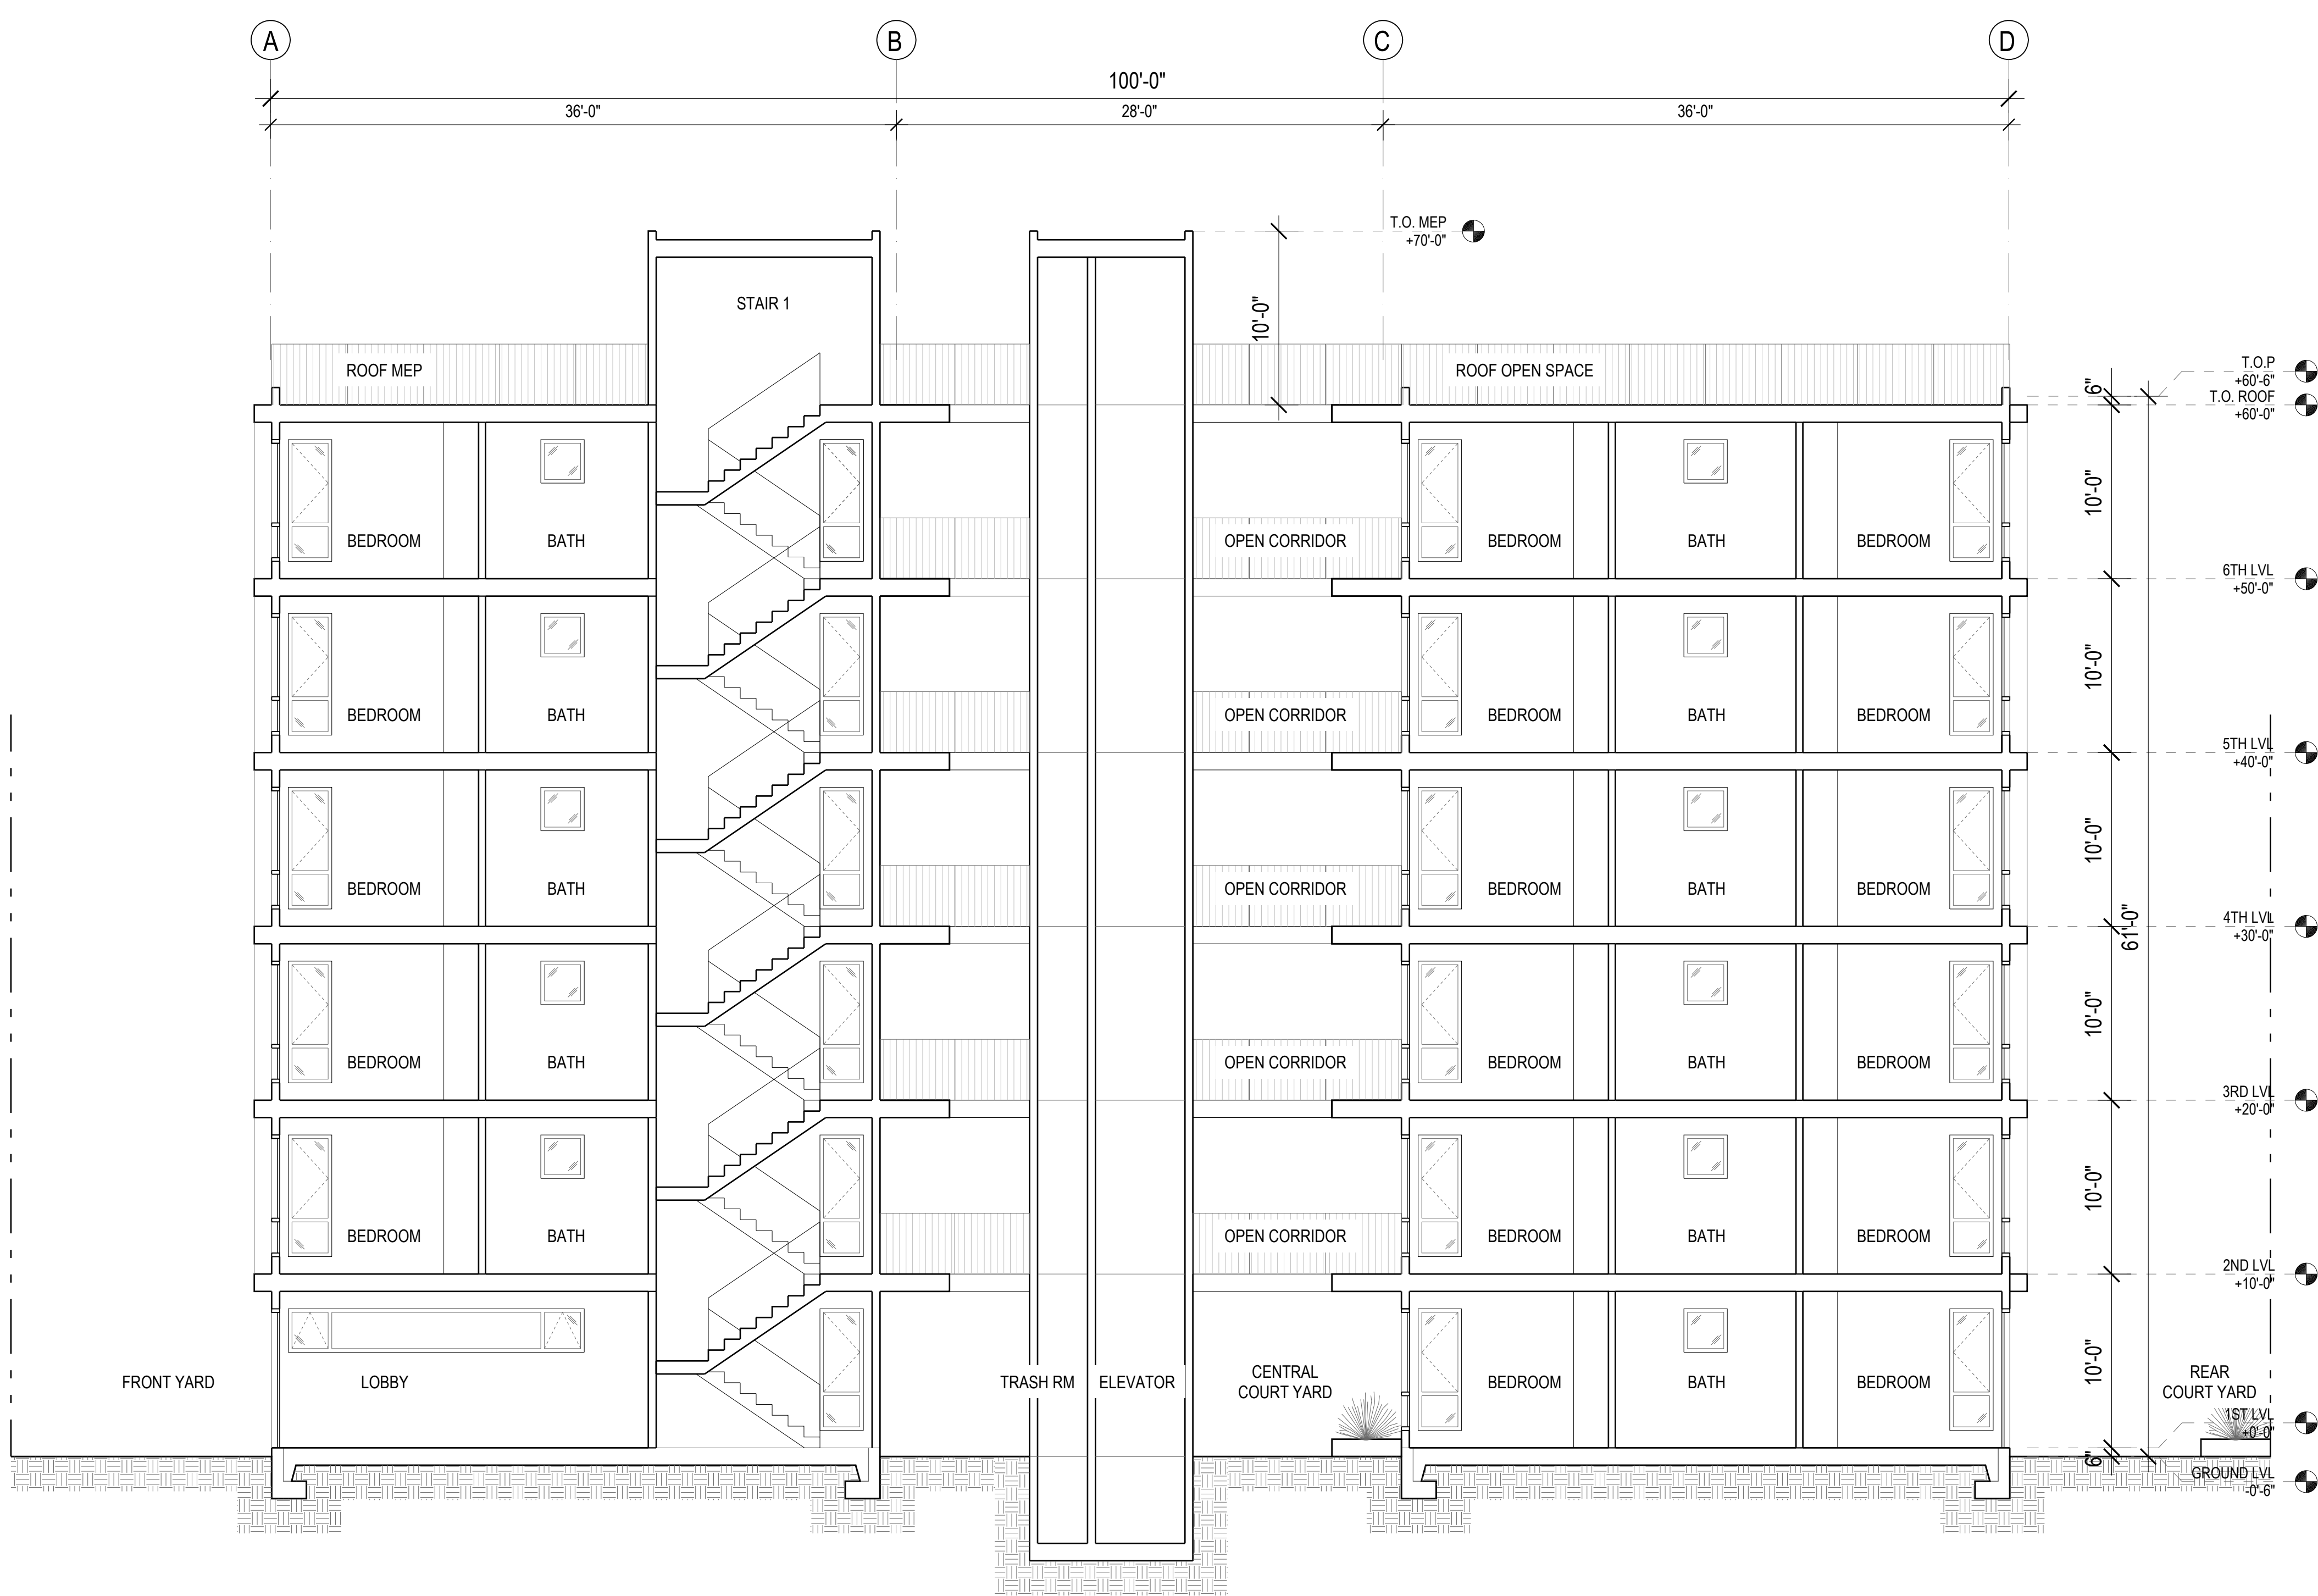 A
B
C
D
100'-0"
36'-0"
28'-0"
36'-0"
T.O. MEP
+70'-0"
10'-0"
STAIR 1
ROOF MEP
ROOF OPEN SPACE
T.O.P
+60'-6"
6"
T.O. ROOF
+60'-0"
BEDROOM
BATH
OPEN CORRIDOR
BEDROOM
BATH
BEDROOM
10'-0"
6TH LVL
+50'-0"
BEDROOM
BATH
OPEN CORRIDOR
BEDROOM
BATH
BEDROOM
10'-0"
5TH LVL
+40'-0"
BEDROOM
BATH
OPEN CORRIDOR
BEDROOM
BATH
BEDROOM
10'-0"
4TH LVL
+30'-0"
61'-0"
BEDROOM
BATH
OPEN CORRIDOR
BEDROOM
BATH
BEDROOM
10'-0"
3RD LVL
+20'-0"
BEDROOM
BATH
OPEN CORRIDOR
BEDROOM
BATH
BEDROOM
10'-0"
2ND LVL
+10'-0"
FRONT YARD
LOBBY
TRASH RM
ELEVATOR
CENTRAL
COURT YARD
BEDROOM
BATH
BEDROOM
10'-0"
REAR
COURT YARD
1ST LVL
+0'-0"
6"
GROUND LVL
-0'-6"